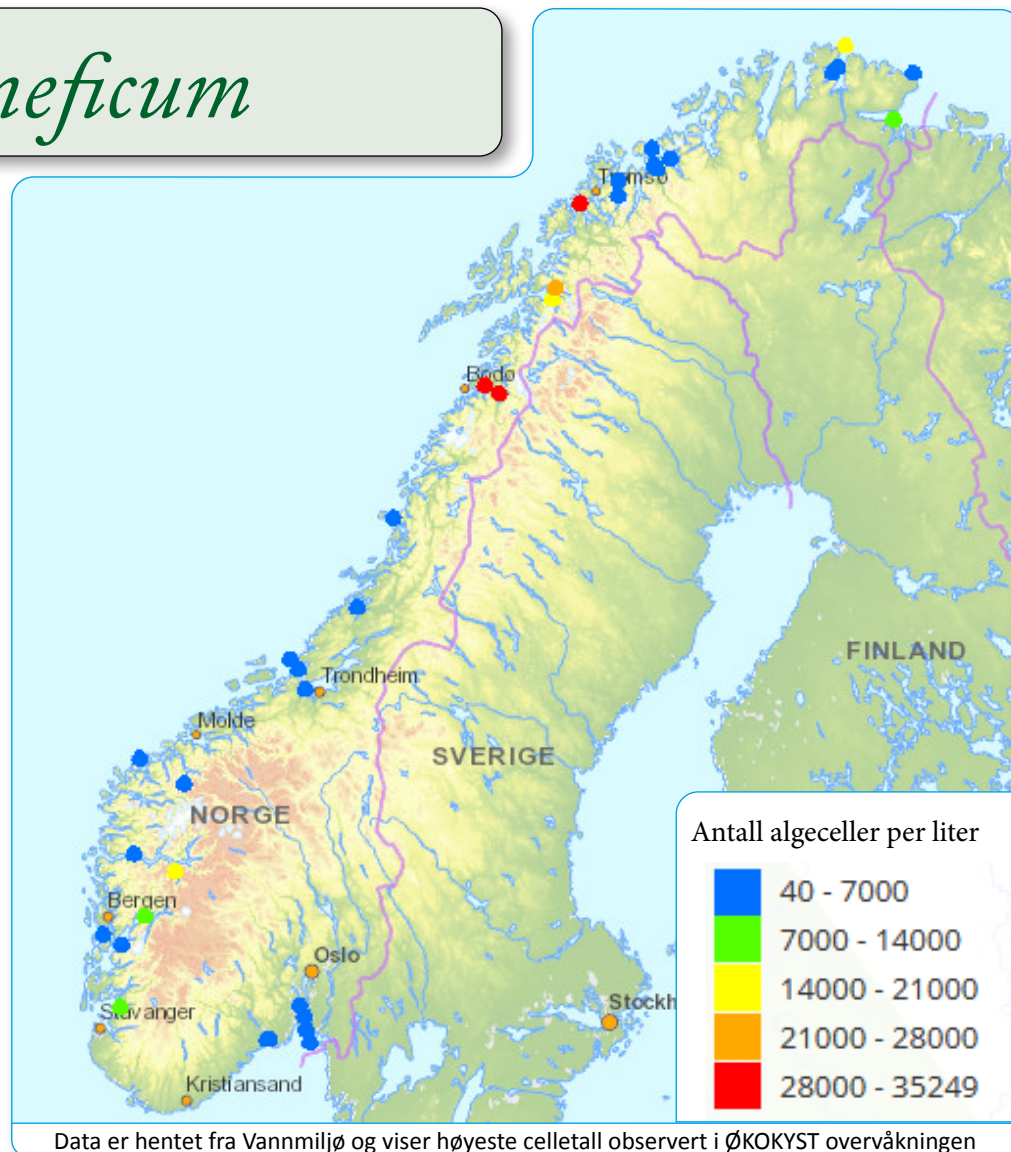 neficum
Tromsø
Bodø
Trondheim
Molde
FINLAND
SVERIGE
NORGE
Bergen
Oslo
Stavanger
Stockh
Kristiansand
Antall algeceller per liter
40 - 7000
7000 - 14000
14000 - 21000
21000 - 28000
28000 - 35249
Data er hentet fra Vannmiljø og viser høyeste celletall observert i ØKOKYST overvåkningen